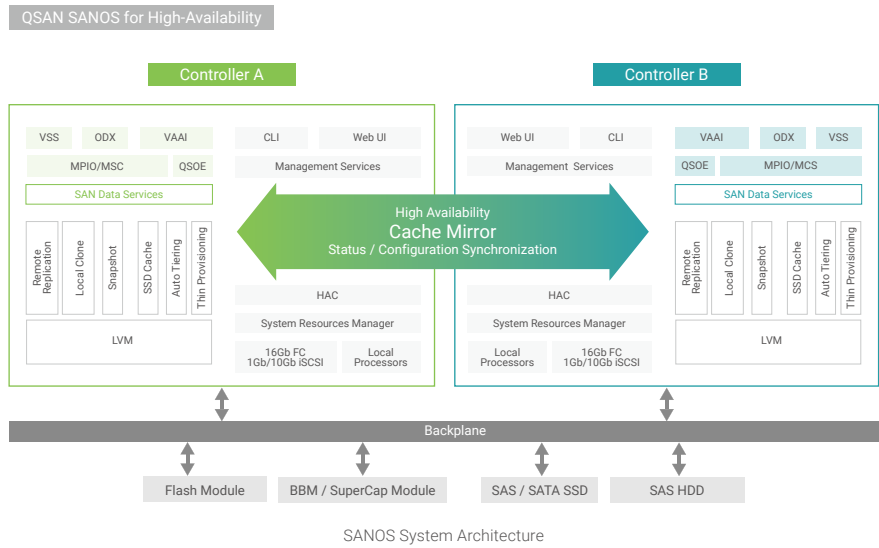 QSAN SANOS for High-Availability
Controller A
Controller B
VSS
ODX
VAAI
MPIO/MSC
QSOE
SAN Data Services
Remote
Replication
Local Clone
Snapshot
SSD Cache
Auto Tiering
Thin Provisioning
LVM
CLI
Web UI
Management Services
High Availability
Cache Mirror
Status / Configuration Synchronization
HAC
System Resources Manager
16Gb FC
1Gb/10Gb iSCSI
Local
Processors
Web UI
CLI
Management Services
HAC
System Resources Manager
Local
Processors
16Gb FC
1Gb/10Gb iSCSI
VAAI
ODX
VSS
QSOE
MPIO/MCS
SAN Data Services
Remote
Replication
Local Clone
Snapshot
SSD Cache
Auto Tiering
Thin Provisioning
LVM
Backplane
Flash Module
BBM / SuperCap Module
SAS / SATA SSD
SAS HDD
SANOS System Architecture